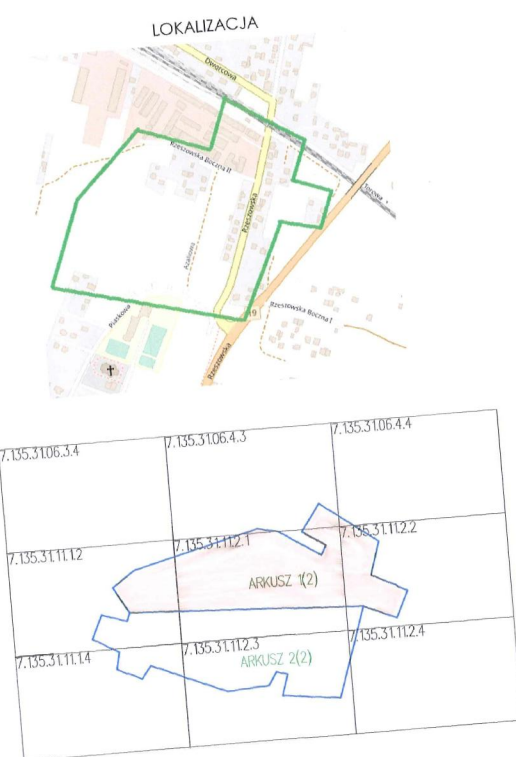 LOKALIZACJA
Dworcowa
Rzeszowska Boczna II
Rzeszowska
Azaliowa
Torowa
Piaskowa
19
Rzeszowska Boczna I
Rzeszowska
7.135.31.06.3.4
7.135.31.06.4.3
7.135.31.06.4.4
7.135.31.11.1.2
7.135.31.11.2.1
7.135.31.11.2.2
ARKUSZ 1(2)
7.135.31.11.1.4
7.135.31.11.2.3
7.135.31.11.2.4
ARKUSZ 2(2)